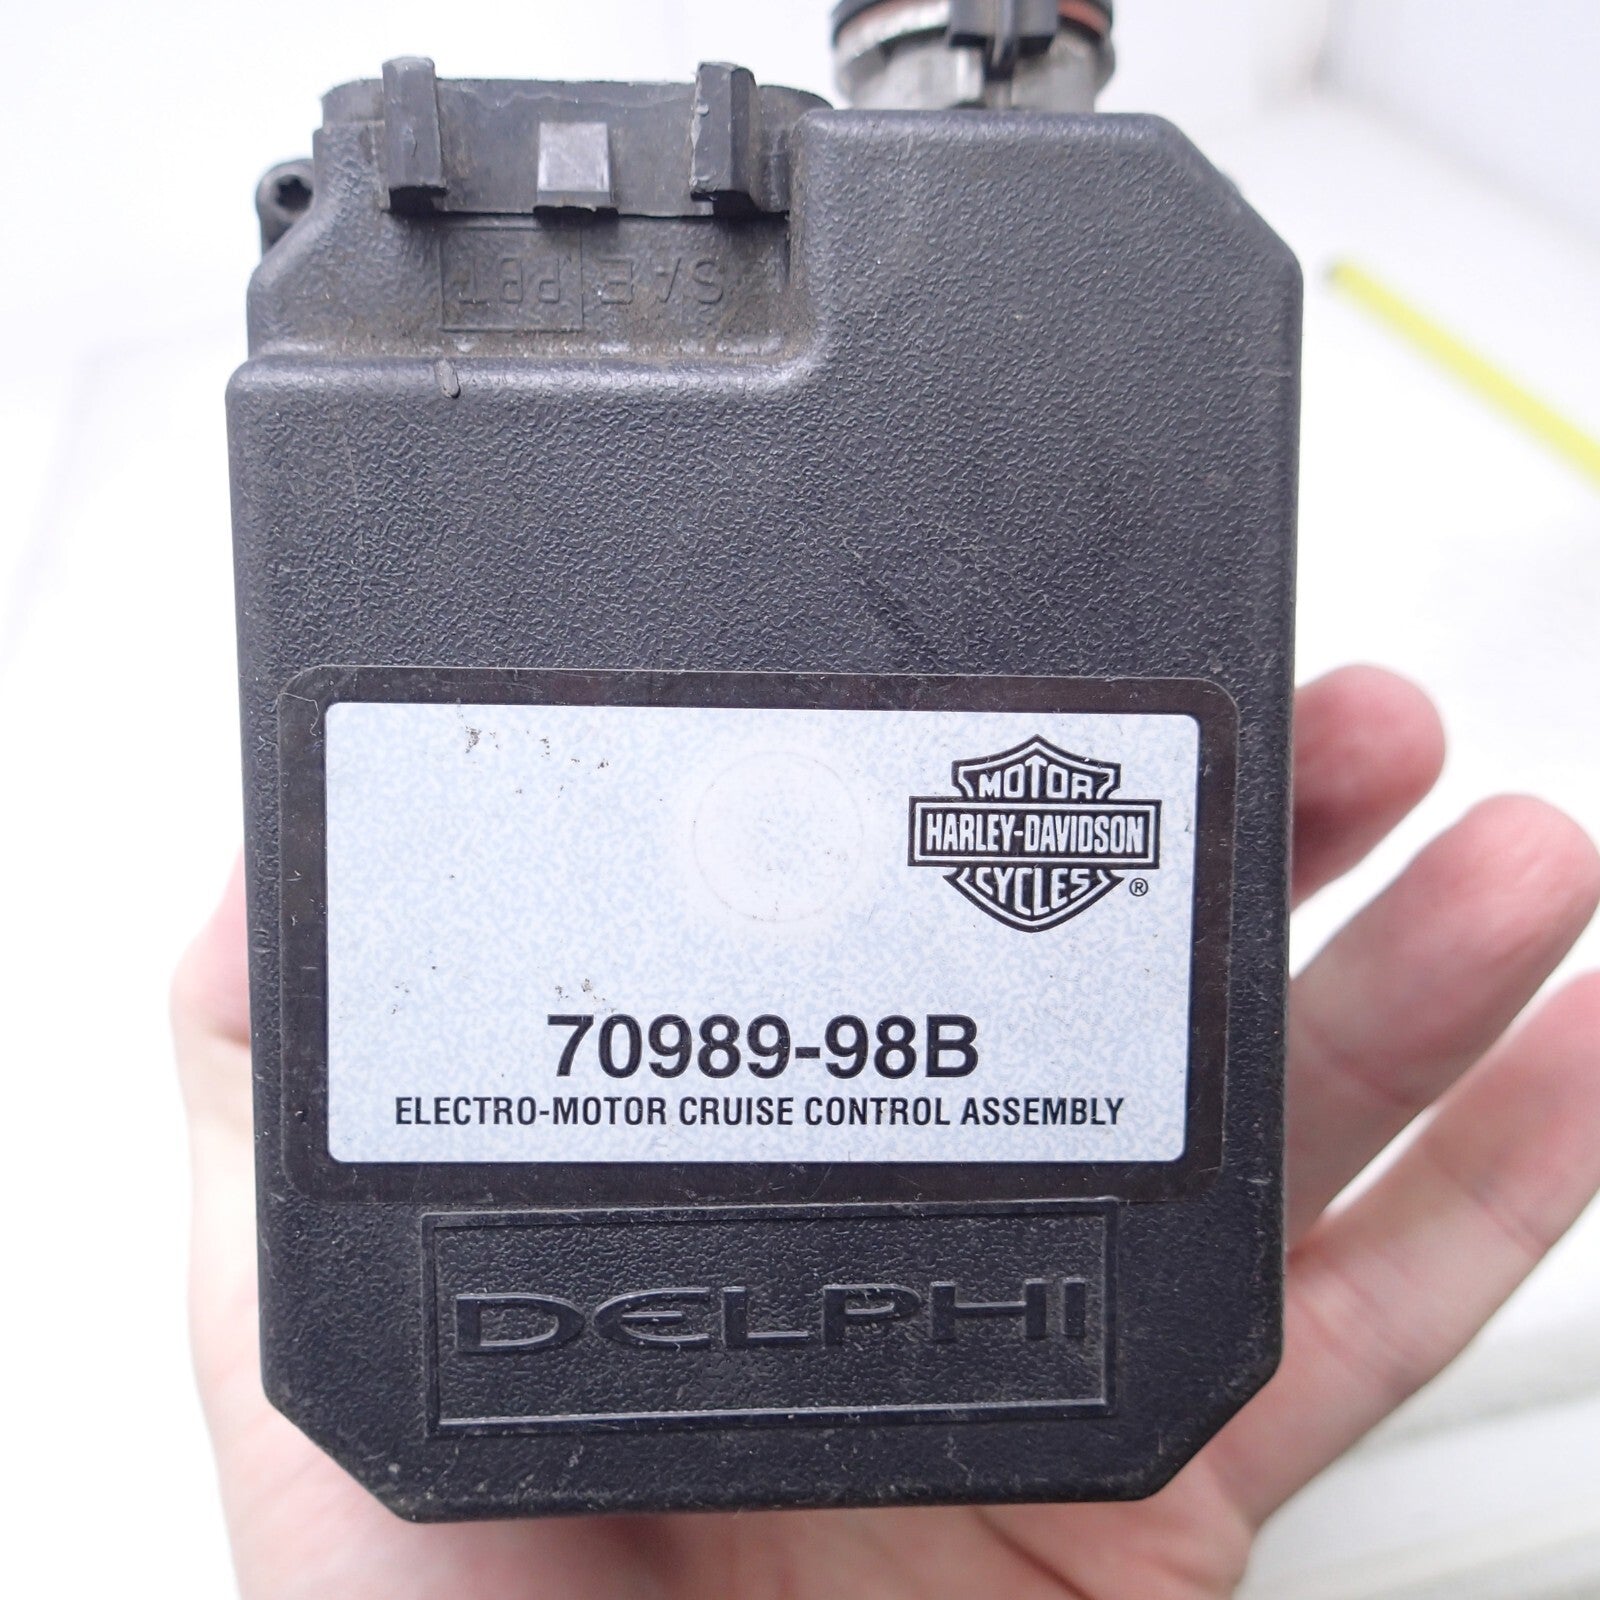 SAE PBT
MOTOR
HARLEY-DAVIDSON
CYCLES ®
70989-98B
ELECTRO-MOTOR CRUISE CONTROL ASSEMBLY
DELPHI